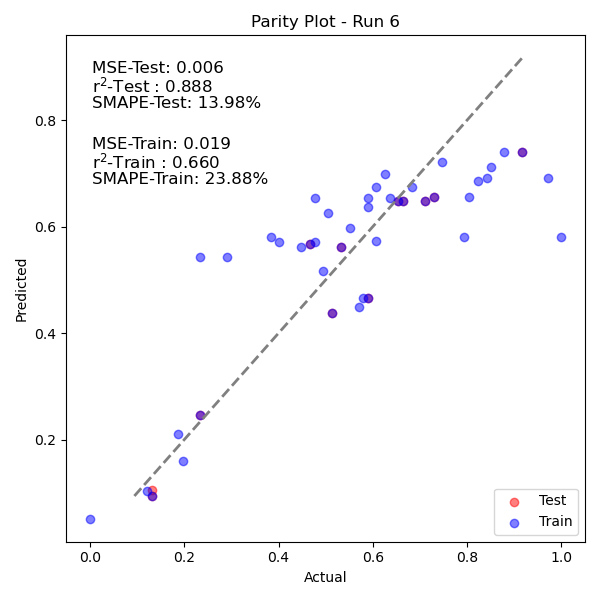 Parity Plot - Run 6
MSE-Test: 0.006
r²-Test : 0.888
SMAPE-Test: 13.98%
MSE-Train: 0.019
r²-Train : 0.660
SMAPE-Train: 23.88%
0.8
0.6
0.4
0.2
Predicted
Test
Train
0.0 0.2 0.4 0.6 0.8 1.0
Actual